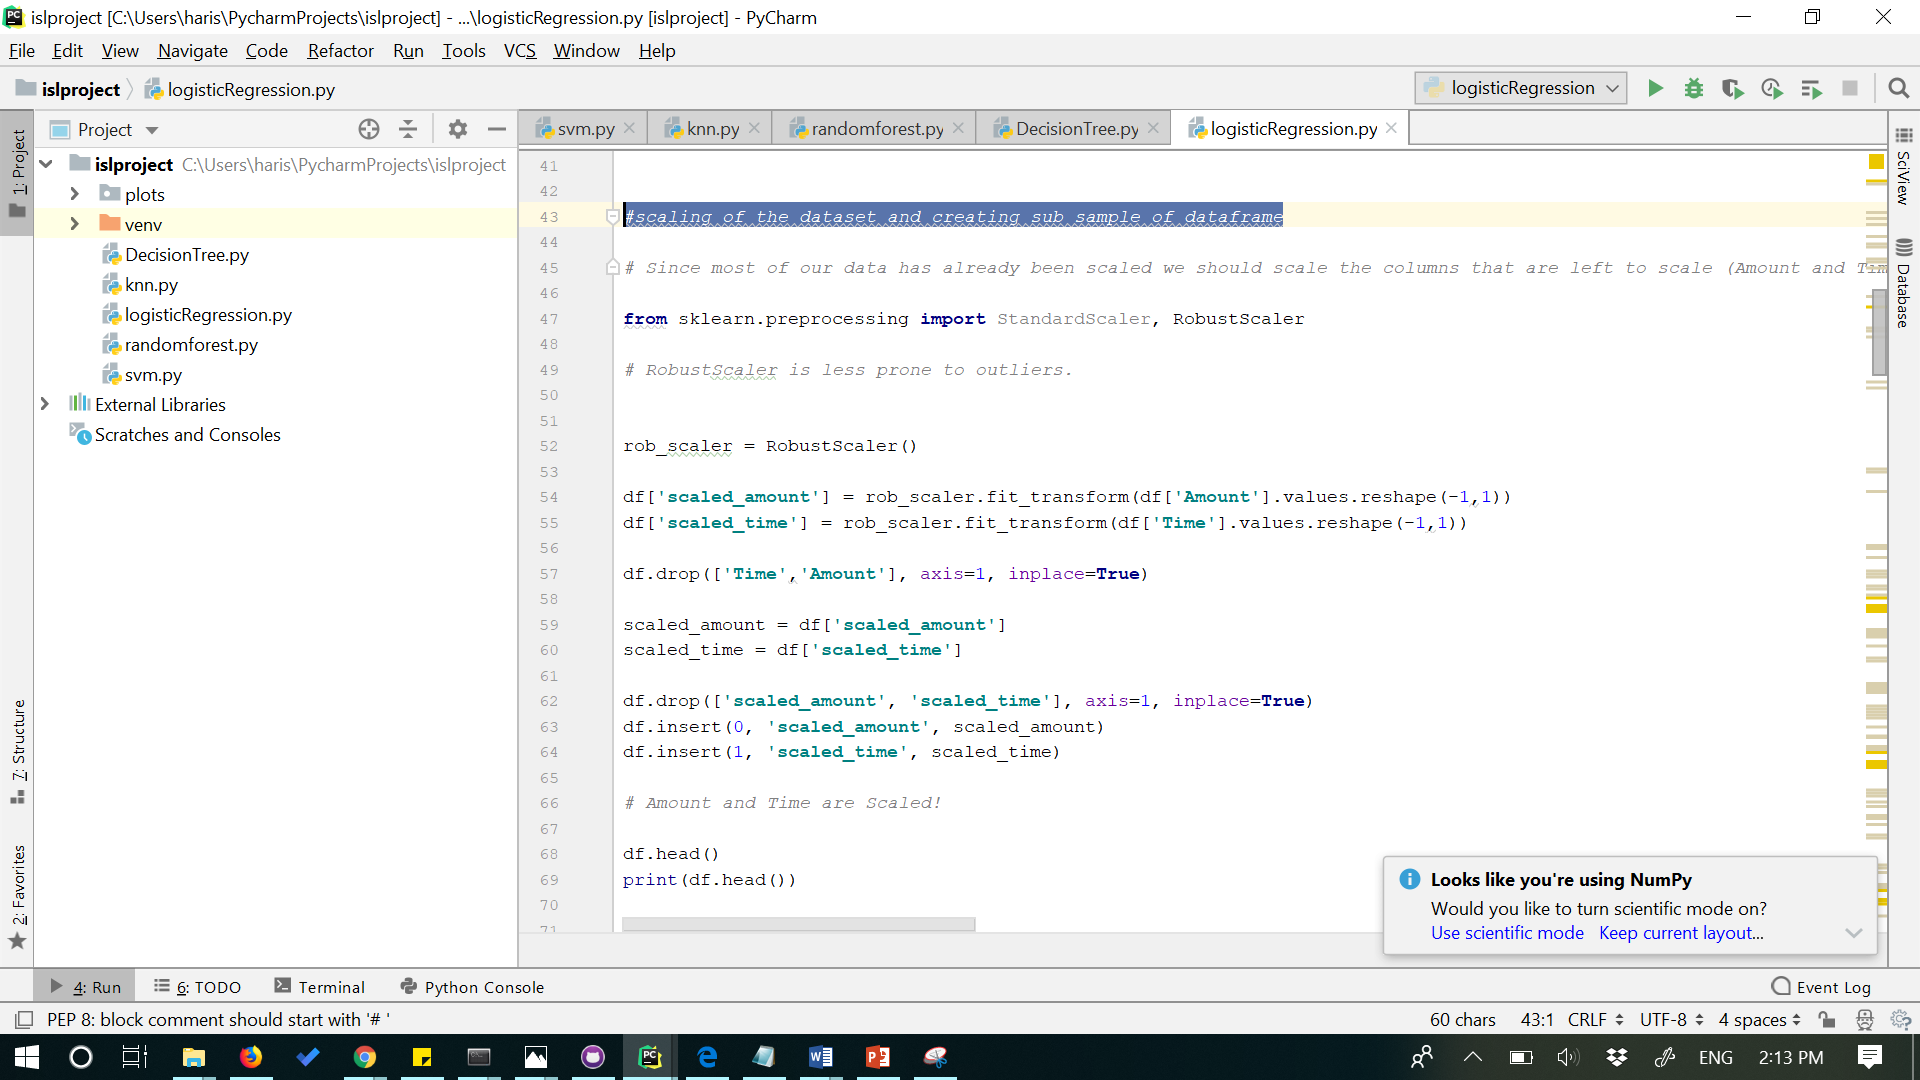 islproject [C:\Users\haris\PycharmProjects\islproject] - ...\logisticRegression.py [islproject] - PyCharm
File Edit View Navigate Code Refactor Run Tools VCS Window Help
islproject logisticRegression.py logisticRegression
Project
svm.py knn.py randomforest.py DecisionTree.py logisticRegression.py
1: Project
7: Structure
2: Favorites
islproject C:\Users\haris\PycharmProjects\islproject
plots
venv
DecisionTree.py
knn.py
logisticRegression.py
randomforest.py
svm.py
External Libraries
Scratches and Consoles
41
42
43 #scaling of the dataset and creating sub sample of dataframe
44
45 # Since most of our data has already been scaled we should scale the columns that are left to scale (Amount and Tim
46
47 from sklearn.preprocessing import StandardScaler, RobustScaler
48
49 # RobustScaler is less prone to outliers.
50
51
52 rob_scaler = RobustScaler()
53
54 df['scaled_amount'] = rob_scaler.fit_transform(df['Amount'].values.reshape(-1,1))
55 df['scaled_time'] = rob_scaler.fit_transform(df['Time'].values.reshape(-1,1))
56
57 df.drop(['Time','Amount'], axis=1, inplace=True)
58
59 scaled_amount = df['scaled_amount']
60 scaled_time = df['scaled_time']
61
62 df.drop(['scaled_amount', 'scaled_time'], axis=1, inplace=True)
63 df.insert(0, 'scaled_amount', scaled_amount)
64 df.insert(1, 'scaled_time', scaled_time)
65
66 # Amount and Time are Scaled!
67
68 df.head()
69 print(df.head())
70
71
SciView
Database
Looks like you're using NumPy
Would you like to turn scientific mode on?
Use scientific mode Keep current layout...
4: Run 6: TODO Terminal Python Console Event Log
PEP 8: block comment should start with '# ' 60 chars 43:1 CRLF UTF-8 4 spaces
ENG 2:13 PM